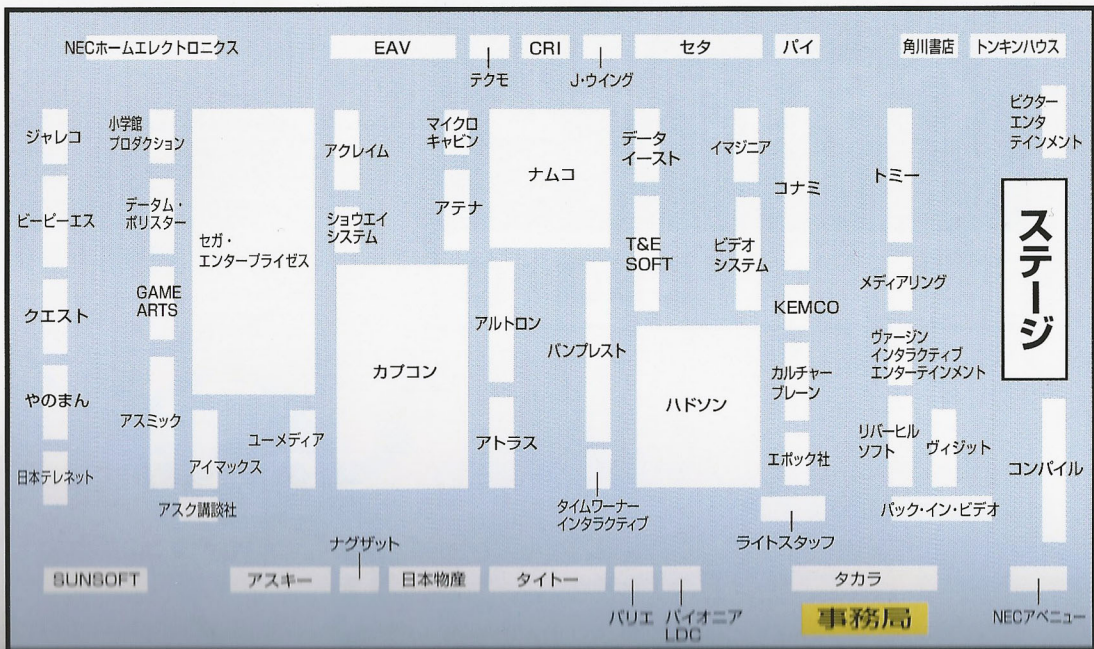 NECホームエレクトロニクス
EAV
テクモ
CRI
J・ウイング
セタ
パイ
角川書店
トンキンハウス
ジャレコ
小学館
プロダクション
セガ・
エンタープライゼス
アクレイム
マイクロ
キャビン
ナムコ
データ
イースト
イマジニア
コナミ
トミー
ビクター
エンタ
テインメント
ビーピーエス
データム・
ポリスター
ショウエイ
システム
アテナ
T&E
SOFT
ビデオ
システム
メディアリング
ステージ
クエスト
GAME
ARTS
カプコン
アルトロン
バンプレスト
ハドソン
KEMCO
ヴァージン
インタラクティブ
エンターテインメント
やのまん
アスミック
アイマックス
ユーメディア
アトラス
カルチャー
ブレーン
リバーヒル
ソフト
ヴィジット
コンパイル
日本テレネット
アスク講談社
タイムワーナー
インタラクティブ
エポック社
ライトスタッフ
パック・イン・ビデオ
SUNSOFT
アスキー
ナグザット
日本物産
タイトー
バリエ
パイオニア
LDC
タカラ
事務局
NECアベニュー